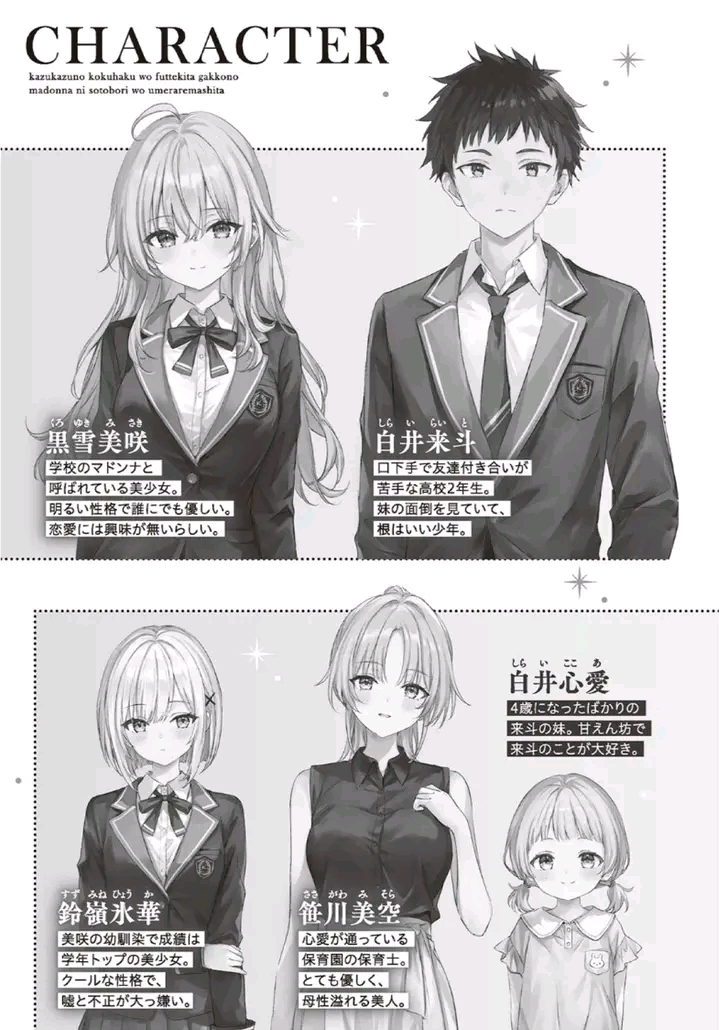 CHARACTER
kazukazuno kokuhaku wo futtekita gakkono
madonna ni sotobori wo umeraremashita
くろ ゆき み さき
黒雪美咲
学校のマドンナと
呼ばれている美少女。
明るい性格で誰にでも優しい。
恋愛には興味が無いらしい。
しら い らい と
白井来斗
口下手で友達付き合いが
苦手な高校2年生。
妹の面倒を見ていて、
根はいい少年。
しら い ここ あ
白井心愛
4歳になったばかりの
来斗の妹。甘えん坊で
来斗のことが大好き。
すず みね ひょう か
鈴嶺氷華
美咲の幼馴染で成績は
学年トップの美少女。
クールな性格で、
嘘と不正が大っ嫌い。
ささ がわ み そら
笹川美空
心愛が通っている
保育園の保育士。
とても優しく、
母性溢れる美人。